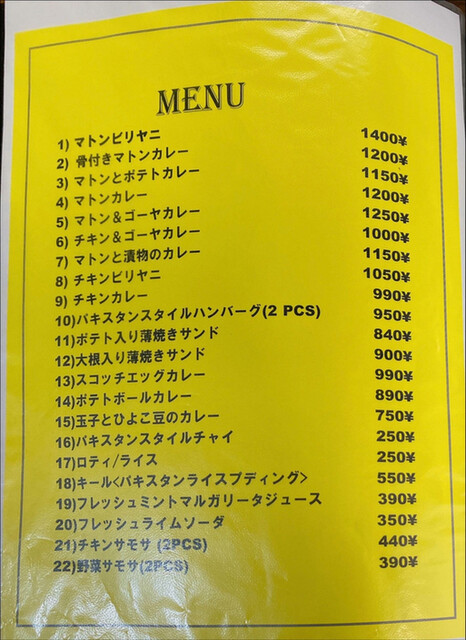 MENU
1) マトンビリヤニ 1400¥
2) 骨付きマトンカレー 1200¥
3) マトンとポテトカレー 1150¥
4) マトンカレー 1200¥
5) マトン＆ゴーヤカレー 1250¥
6) チキン＆ゴーヤカレー 1000¥
7) マトンと漬物のカレー 1150¥
8) チキンビリヤニ 1050¥
9) チキンカレー 990¥
10)パキスタンスタイルハンバーグ(2 PCS) 950¥
11)ポテト入り薄焼きサンド 840¥
12)大根入り薄焼きサンド 900¥
13)スコッチエッグカレー 990¥
14)ポテトボールカレー 890¥
15)玉子とひよこ豆のカレー 750¥
16)パキスタンスタイルチャイ 250¥
17)ロティ/ライス 250¥
18)キール<パキスタンライスプディング> 550¥
19)フレッシュミントマルガリータジュース 390¥
20)フレッシュライムソーダ 350¥
21)チキンサモサ (2PCS) 440¥
22)野菜サモサ(2PCS) 390¥